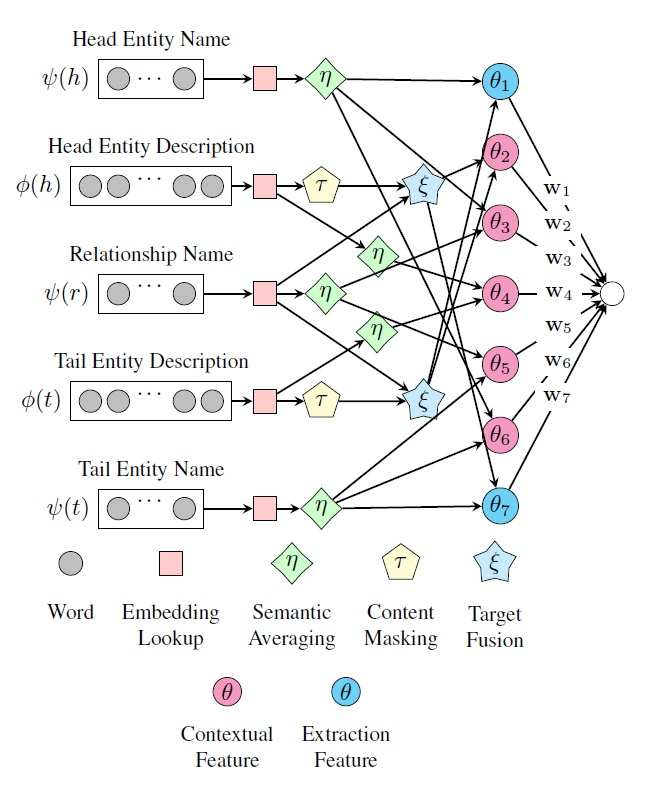 Head Entity Name
ψ(h) ··· η θ₁
Head Entity Description
ϕ(h) ··· τ ξ θ₂
w₁
w₂
θ₃
Relationship Name
η
w₃
ψ(r) ··· η θ₄ w₄
η
w₅
Tail Entity Description
θ₅
w₆
ϕ(t) ··· τ ξ
w₇
θ₆
Tail Entity Name
ψ(t) ··· η θ₇
η τ ξ
Word Embedding Lookup
Semantic Averaging
Content Masking
Target Fusion
θ θ
Contextual Feature
Extraction Feature